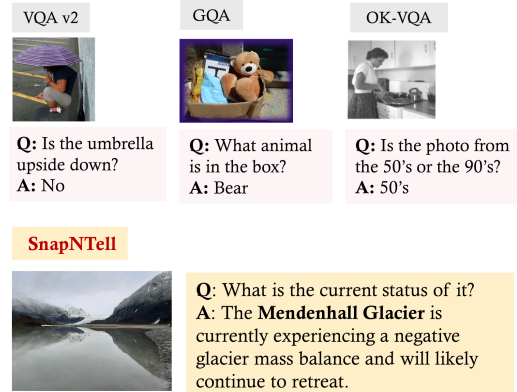 VQA v2
GQA
OK-VQA
Q: Is the umbrella
upside down?
A: No
Q: What animal
is in the box?
A: Bear
Q: Is the photo from
the 50's or the 90's?
A: 50's
SnapNTell
Q: What is the current status of it?
A: The Mendenhall Glacier is
currently experiencing a negative
glacier mass balance and will likely
continue to retreat.